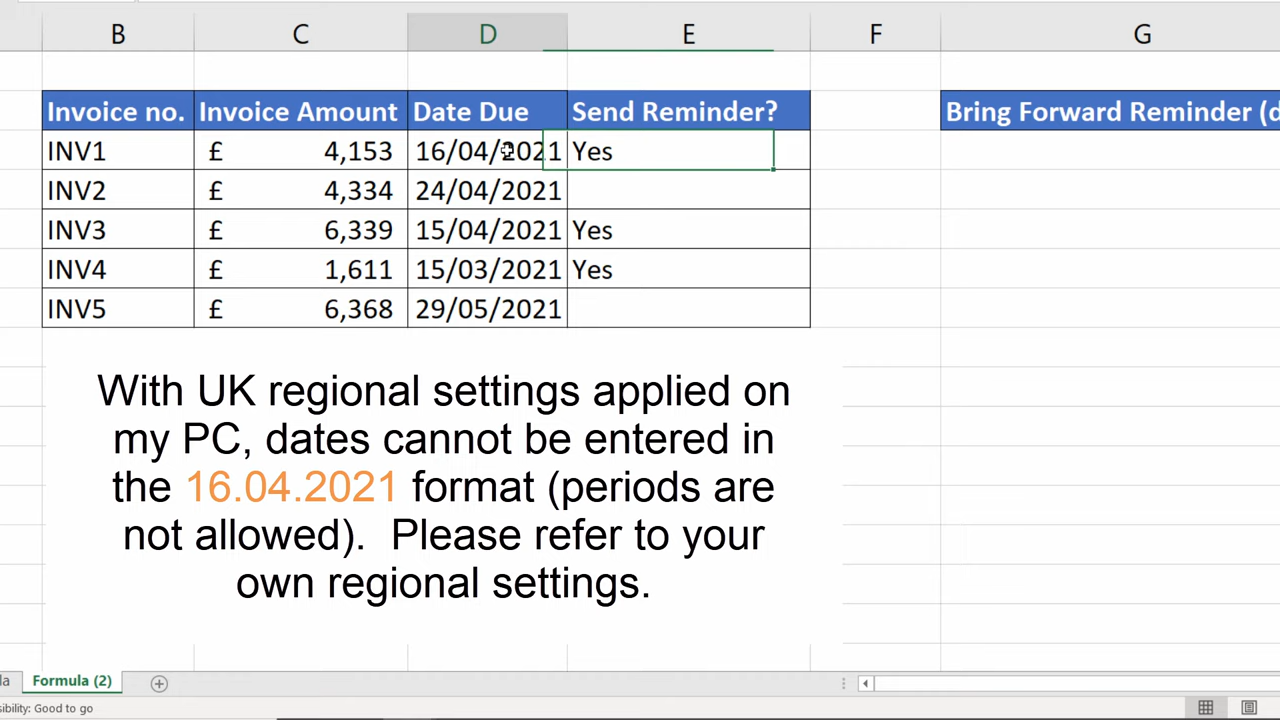 B C D E F G
Invoice no. Invoice Amount Date Due Send Reminder? Bring Forward Reminder (d
INV1 £ 4,153 16/04/2021 Yes
INV2 £ 4,334 24/04/2021
INV3 £ 6,339 15/04/2021 Yes
INV4 £ 1,611 15/03/2021 Yes
INV5 £ 6,368 29/05/2021
With UK regional settings applied on
my PC, dates cannot be entered in
the 16.04.2021 format (periods are
not allowed). Please refer to your
own regional settings.
la Formula (2)
sibility: Good to go